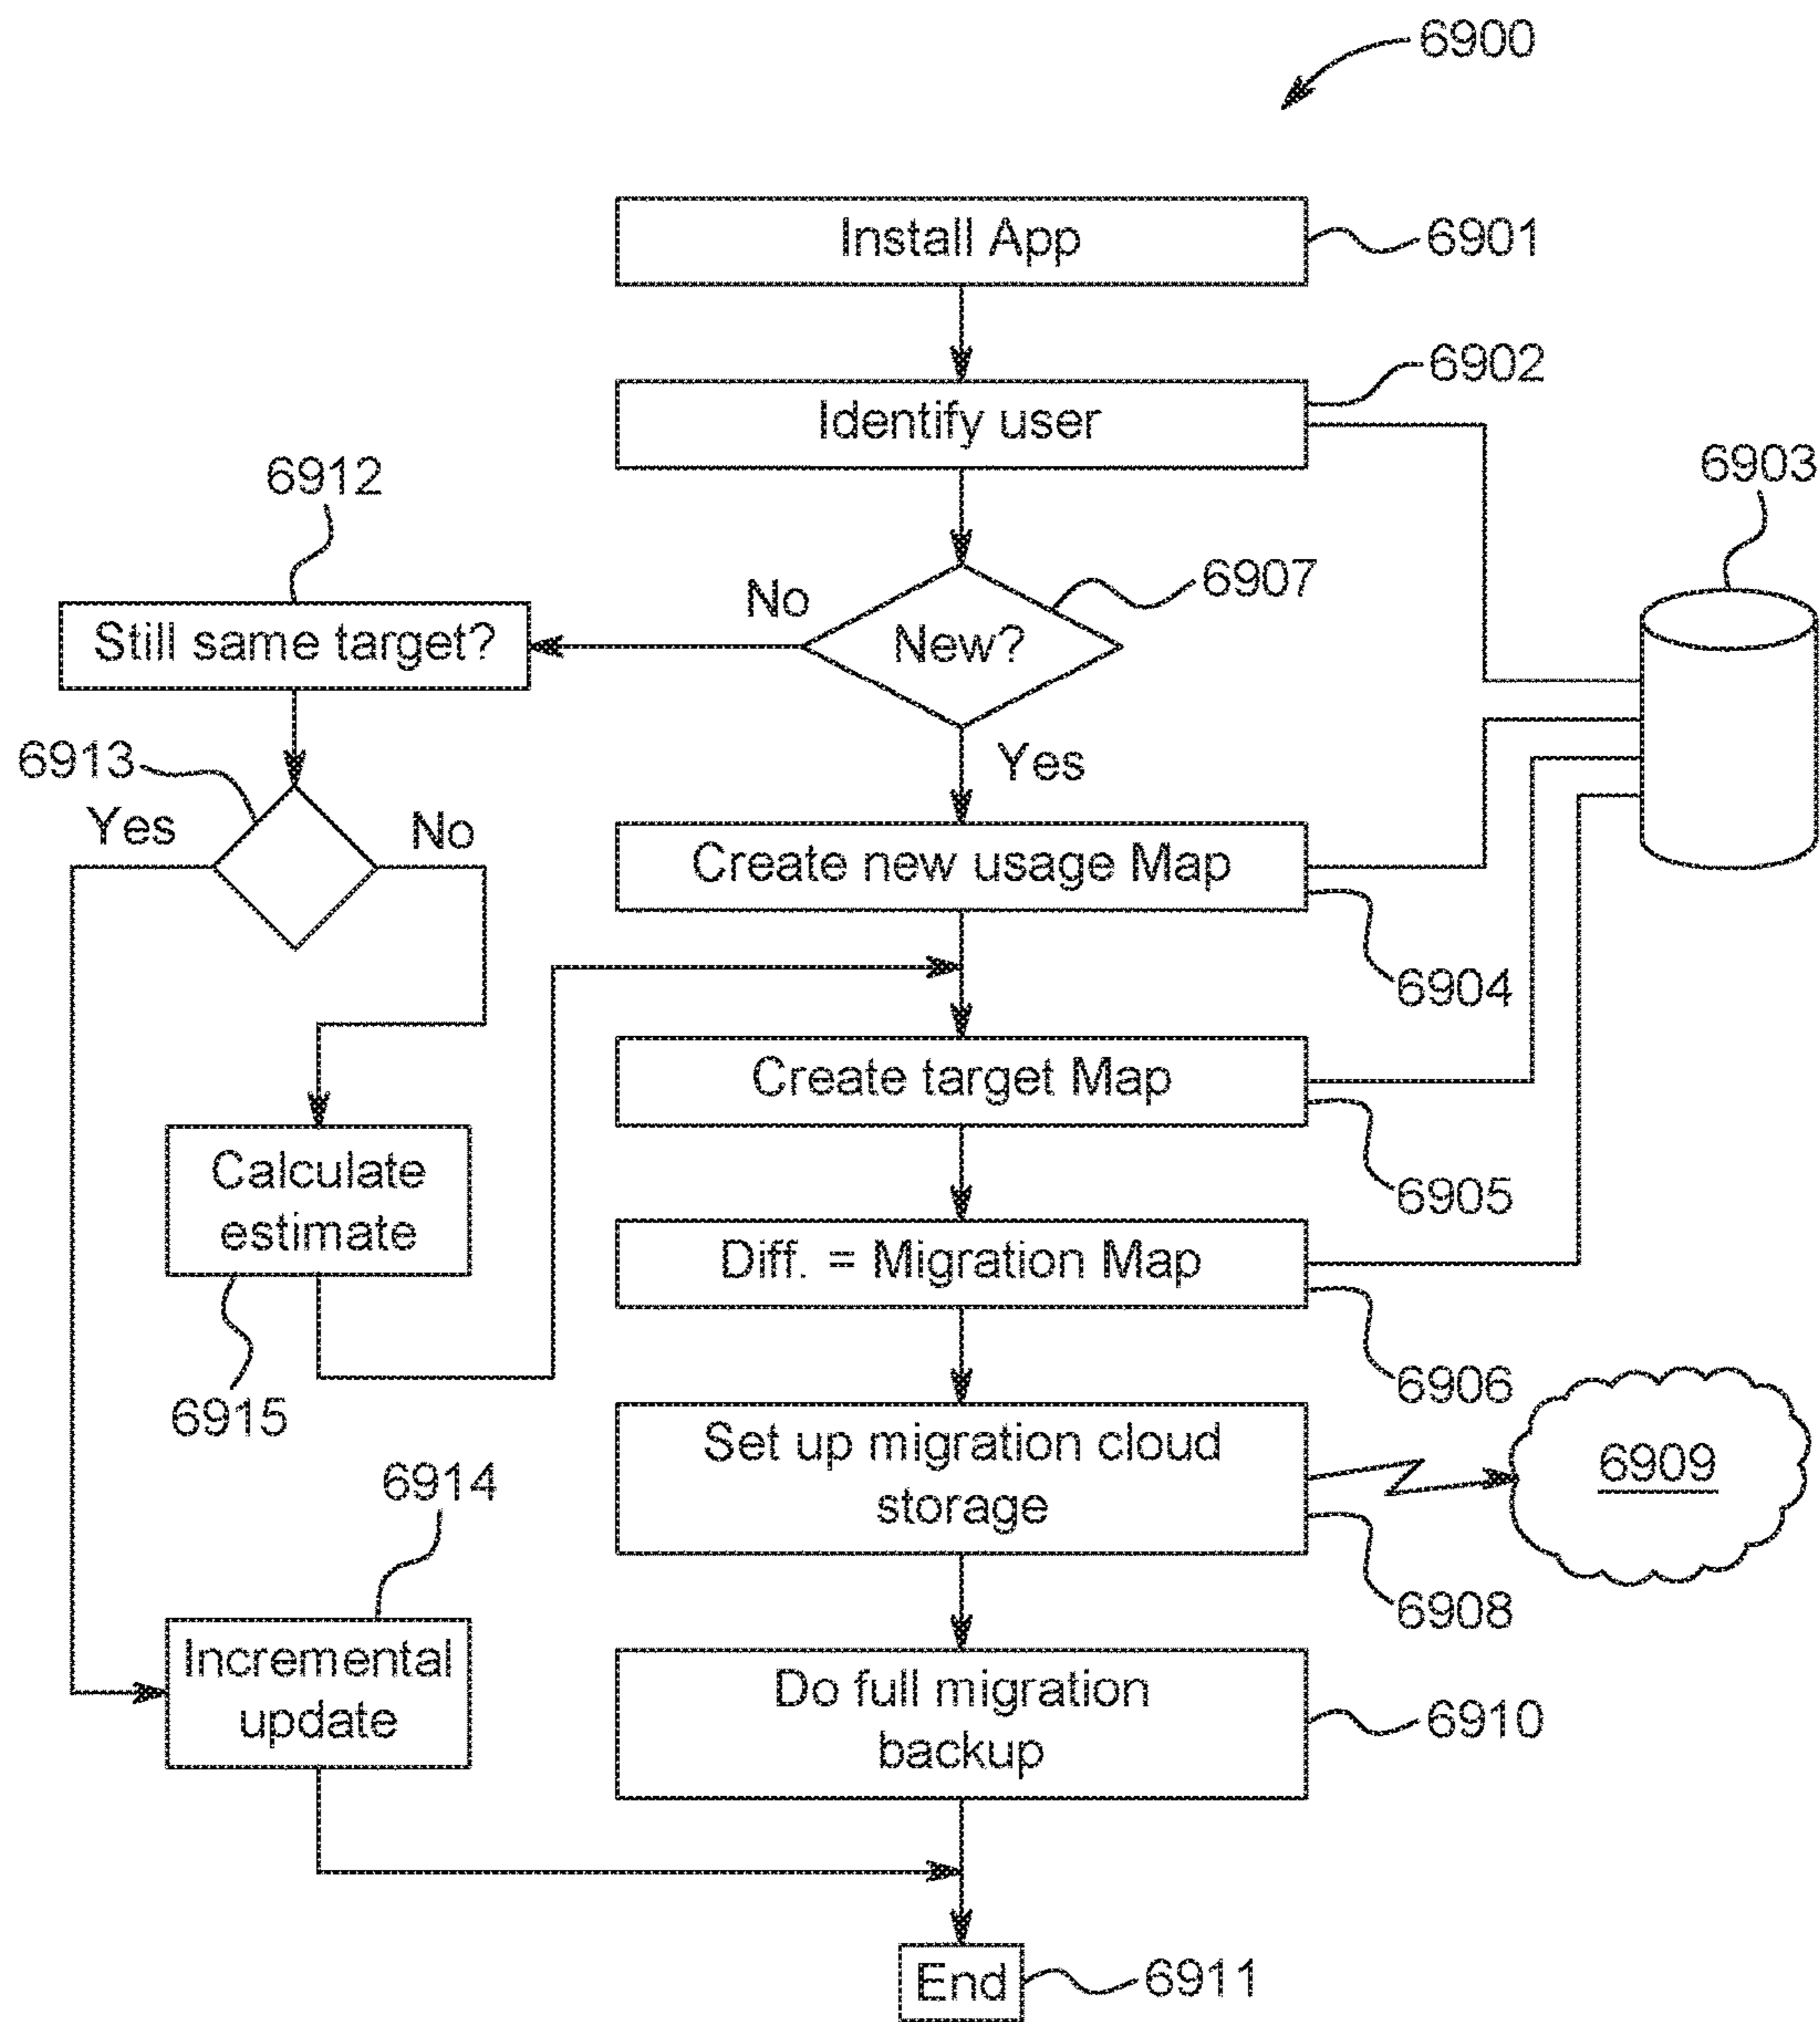 6900
Install App
6901
6902
Identify user
6903
6912
6907
No
New?
Still same target?
6913
Yes
Yes
No
Create new usage Map
6904
Create target Map
Calculate
estimate
6905
Diff. = Migration Map
6906
6915
Set up migration cloud
storage
6909
6914
6908
Incremental
update
Do full migration
backup
6910
End
6911